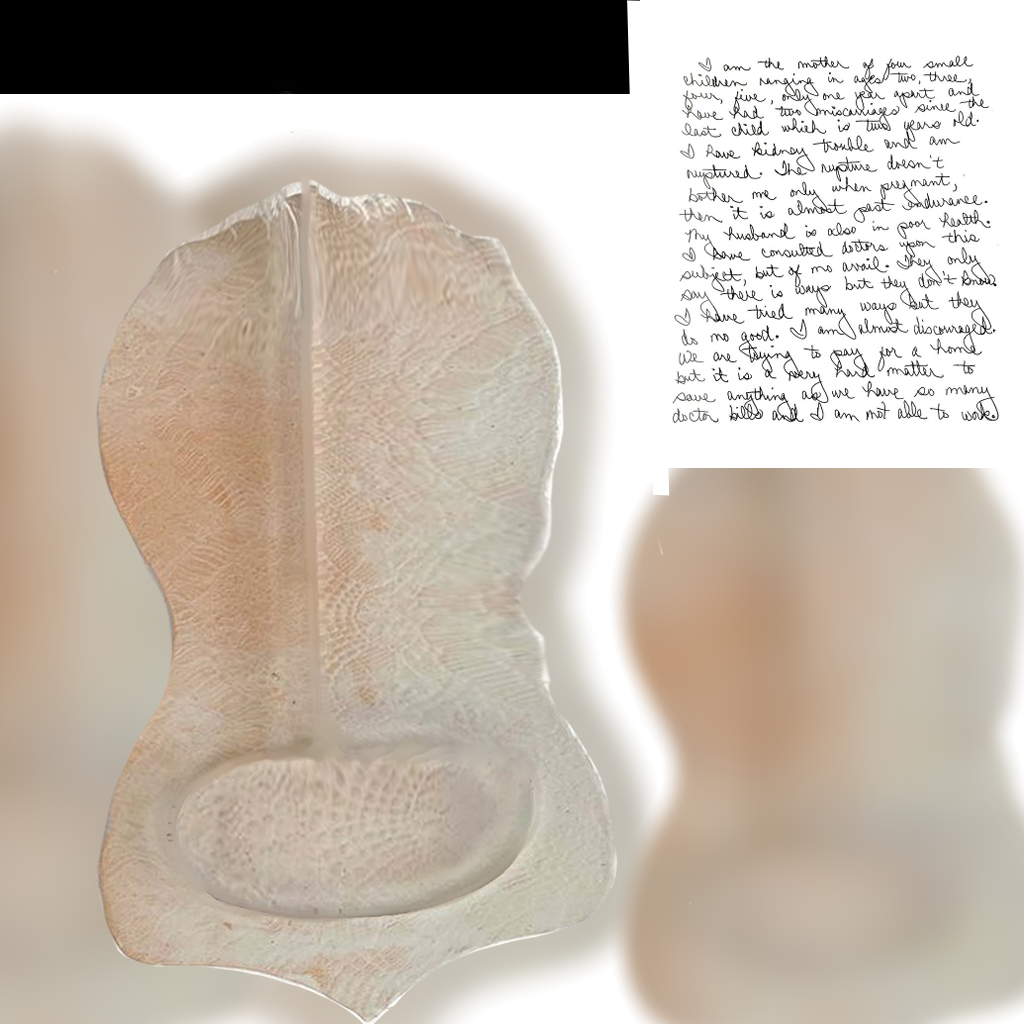 I am the mother of four small
children ranging in ages two, three,
four, five, only one year apart and
have had two miscarriages since the
last child which is two years old.
I have kidney trouble and am
ruptured. The rupture doesn't
bother me only when pregnant,
then it is almost past endurance.
My husband is also in poor health.
I have consulted doctors upon this
subject, but of no avail. They only
say there is ways but they don't know.
I have tried many ways but they
do no good. I am almost discouraged.
We are trying to pay for a home
but it is a very hard matter to
save anything as we have so many
doctor bills and I am not able to work